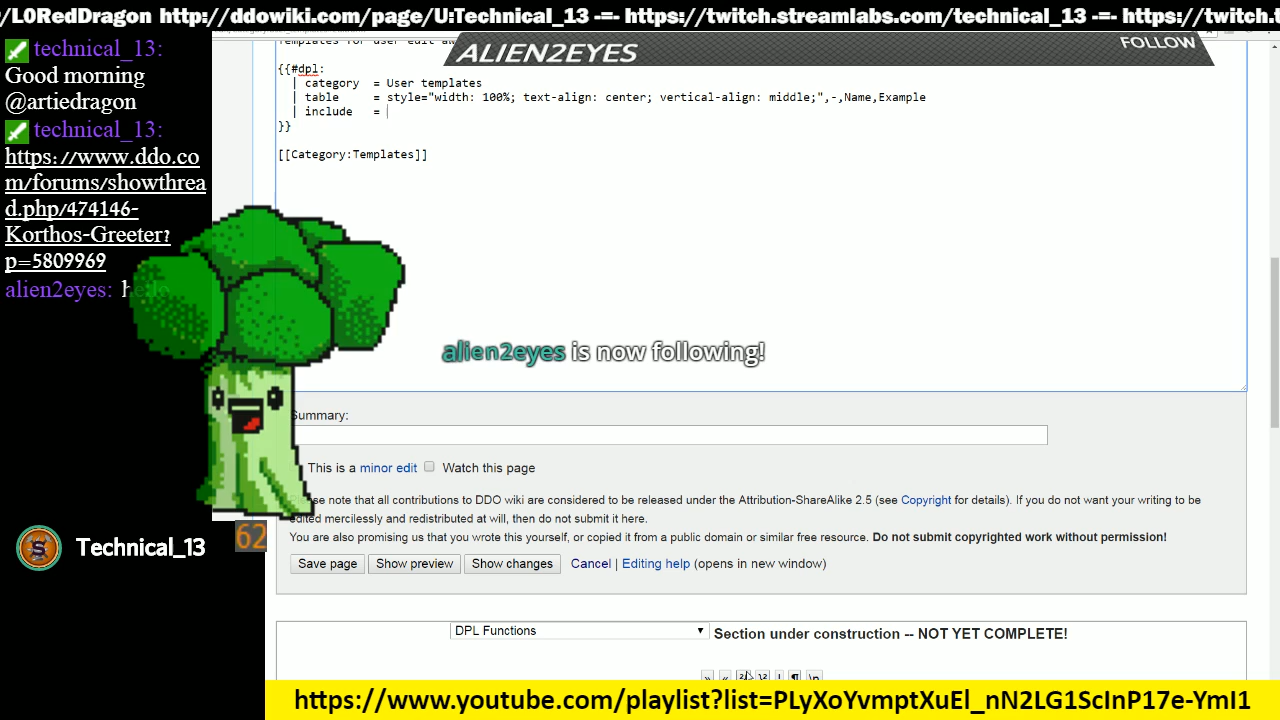 /L0RedDragon http://ddowiki.com/page/U:Technical_13 -=- https://twitch.streamlabs.com/technical_13 -=- https://twitch.t
technical_13:
Good morning
@artiedragon
technical_13:
https://www.ddo.co
m/forums/showthrea
d.php/474146-
Korthos-Greeter?
p=5809969
alien2eyes: hello
ALIEN2EYES
FOLLOW
Templates for user edit
{{#dpl:
| category = User templates
| table = style="width: 100%; text-align: center; vertical-align: middle;",-,Name,Example
| include =
}}
[[Category:Templates]]
alien2eyes is now following!
Summary:
This is a minor edit Watch this page
note that all contributions to DDO wiki are considered to be released under the Attribution-ShareAlike 2.5 (see Copyright for details). If you do not want your writing to be
edited mercilessly and redistributed at will, then do not submit it here.
You are also promising us that you wrote this yourself, or copied it from a public domain or similar free resource. Do not submit copyrighted work without permission!
Save page Show preview Show changes Cancel | Editing help (opens in new window)
Technical_13
62
DPL Functions
Section under construction -- NOT YET COMPLETE!
https://www.youtube.com/playlist?list=PLyXoYvmptXuEl_nN2LG1ScInP17e-YmI1